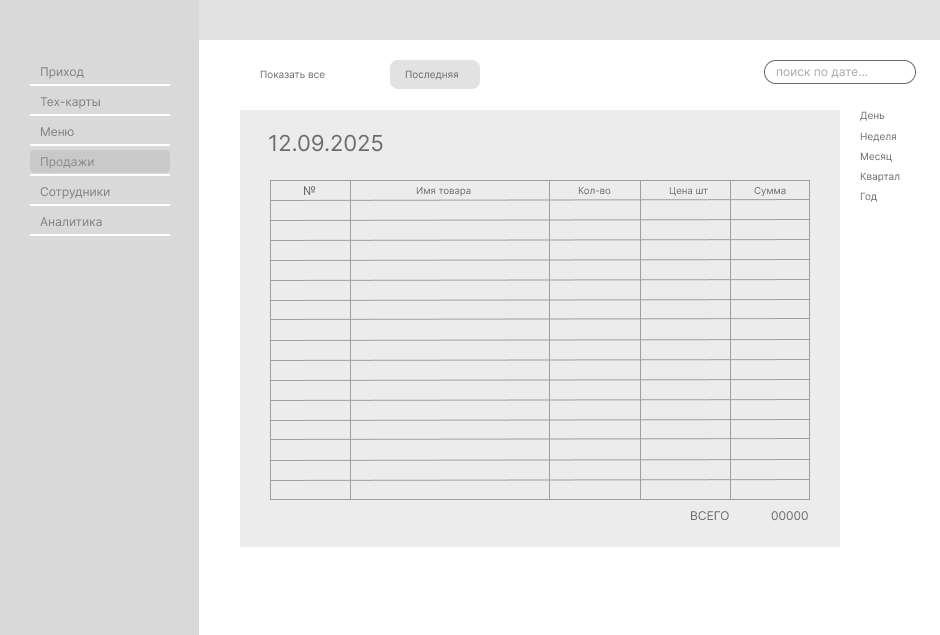 Приход
Тех-карты
Меню
Продажи
Сотрудники
Аналитика
Показать все
Последняя
поиск по дате...
День
Неделя
Месяц
Квартал
Год
12.09.2025
№ Имя товара Кол-во Цена шт Сумма
ВСЕГО 00000